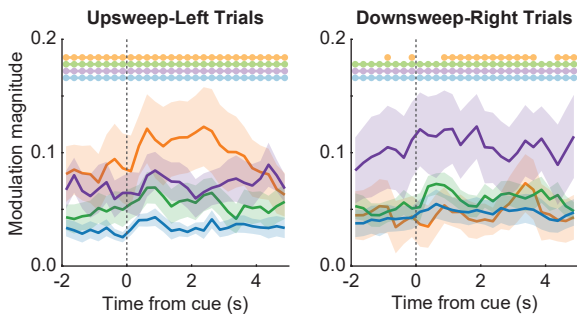 Upsweep-Left Trials
Downsweep-Right Trials
Modulation magnitude
0.2
0.1
0.0
-2
0
2
4
Time from cue (s)
0.2
0.1
0.0
-2
0
2
4
Time from cue (s)